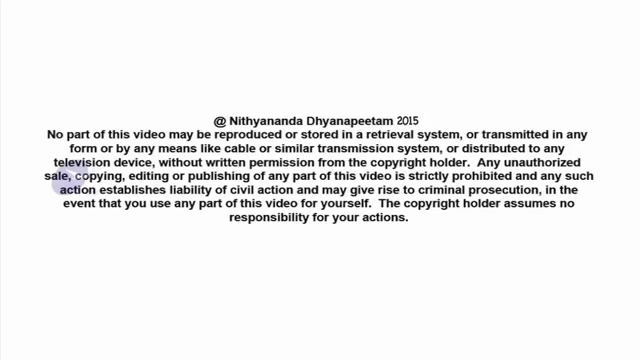 @ Nithyananda Dhyanapeetam 2015
No part of this video may be reproduced or stored in a retrieval system, or transmitted in any
form or by any means like cable or similar transmission system, or distributed to any
television device, without written permission from the copyright holder.  Any unauthorized
sale, copying, editing or publishing of any part of this video is strictly prohibited and any such
action establishes liability of civil action and may give rise to criminal prosecution, in the
event that you use any part of this video for yourself.  The copyright holder assumes no
responsibility for your actions.